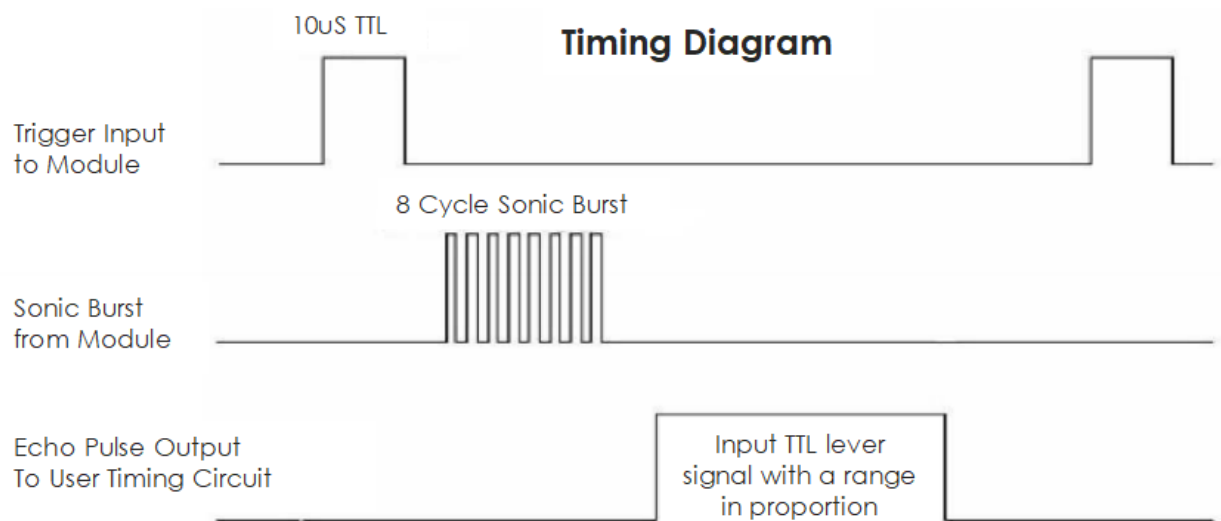 10uS TTL
Timing Diagram
Trigger Input
to Module
8 Cycle Sonic Burst
Sonic Burst
from Module
Echo Pulse Output
To User Timing Circuit
Input TTL lever
signal with a range
in proportion